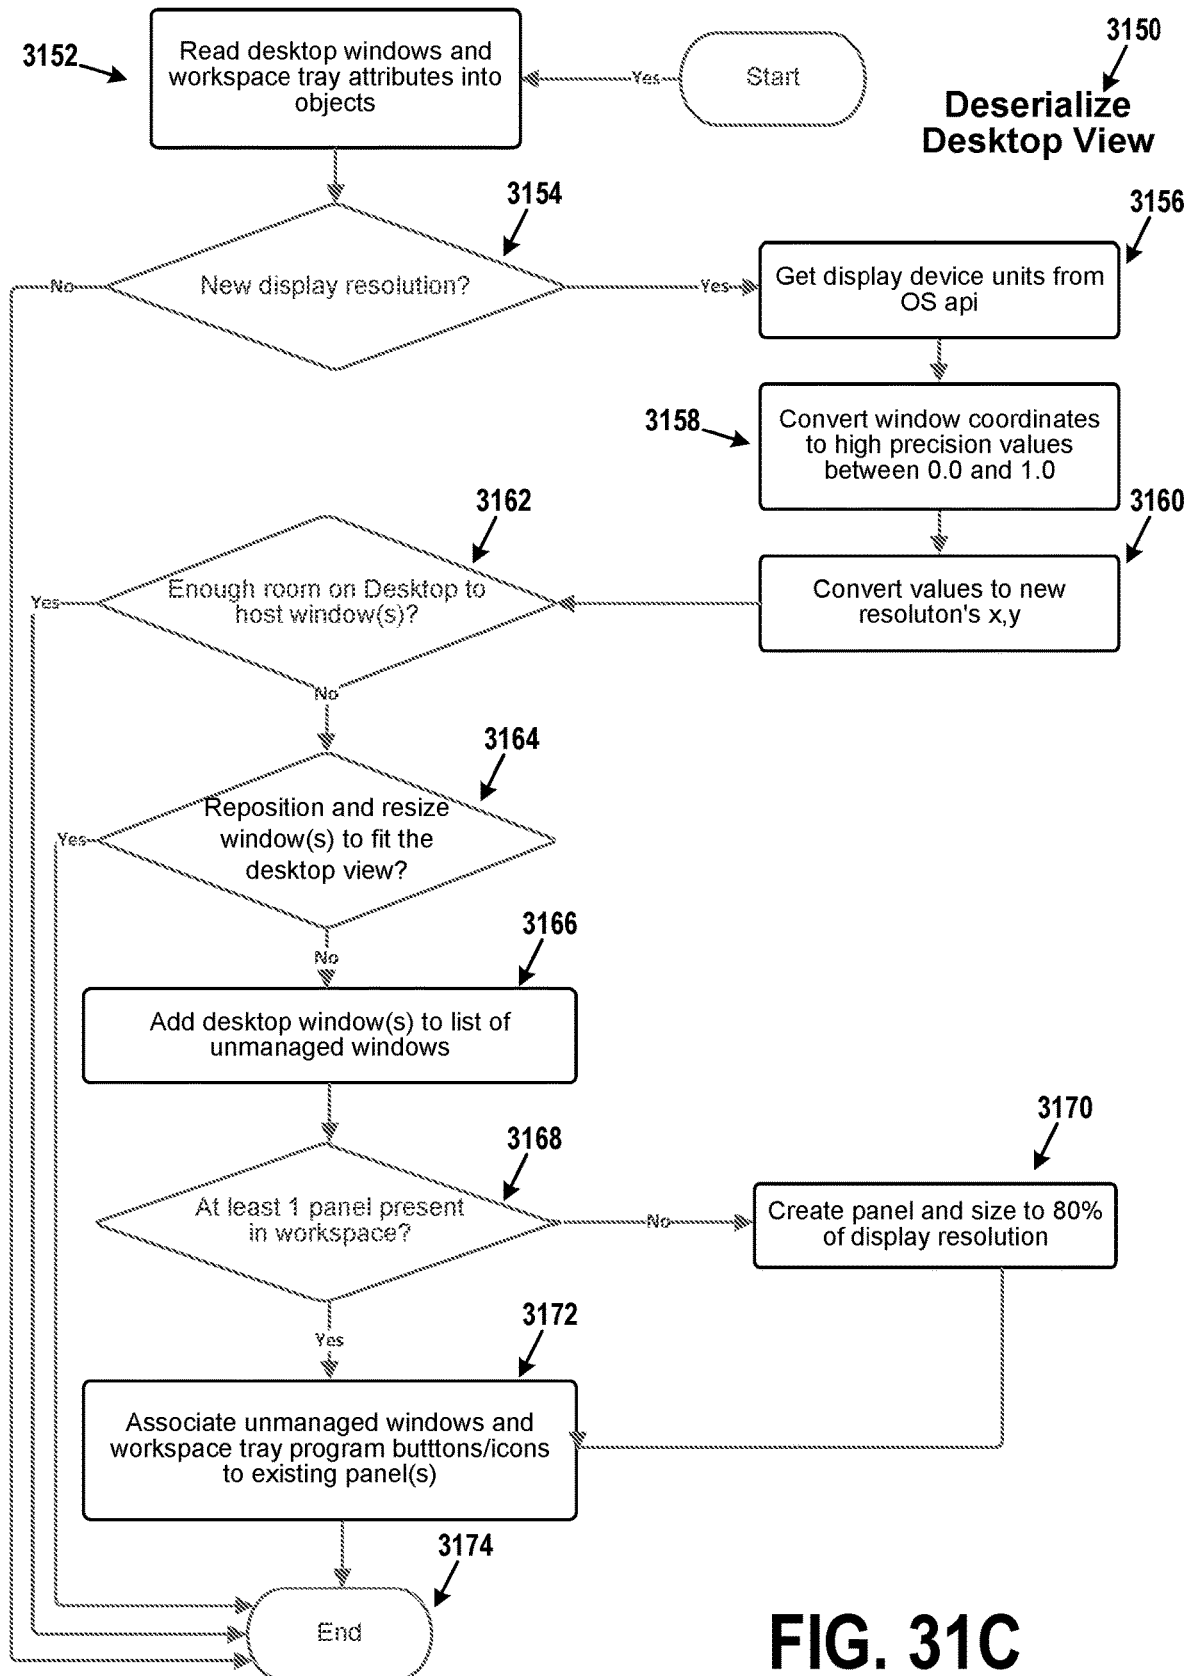 3150
Deserialize
Desktop View
3152
Read desktop windows and
workspace tray attributes into
objects
Yes
Start
3154
New display resolution?
No
Yes
3156
Get display device units from
OS api
3158
Convert window coordinates
to high precision values
between 0.0 and 1.0
3160
Convert values to new
resoluton's x,y
3162
Enough room on Desktop to
host window(s)?
Yes
No
3164
Reposition and resize
window(s) to fit the
desktop view?
Yes
No
3166
Add desktop window(s) to list of
unmanaged windows
3168
At least 1 panel present
in workspace?
No
3170
Create panel and size to 80%
of display resolution
Yes
3172
Associate unmanaged windows and
workspace tray program butttons/icons
to existing panel(s)
3174
End
FIG. 31C